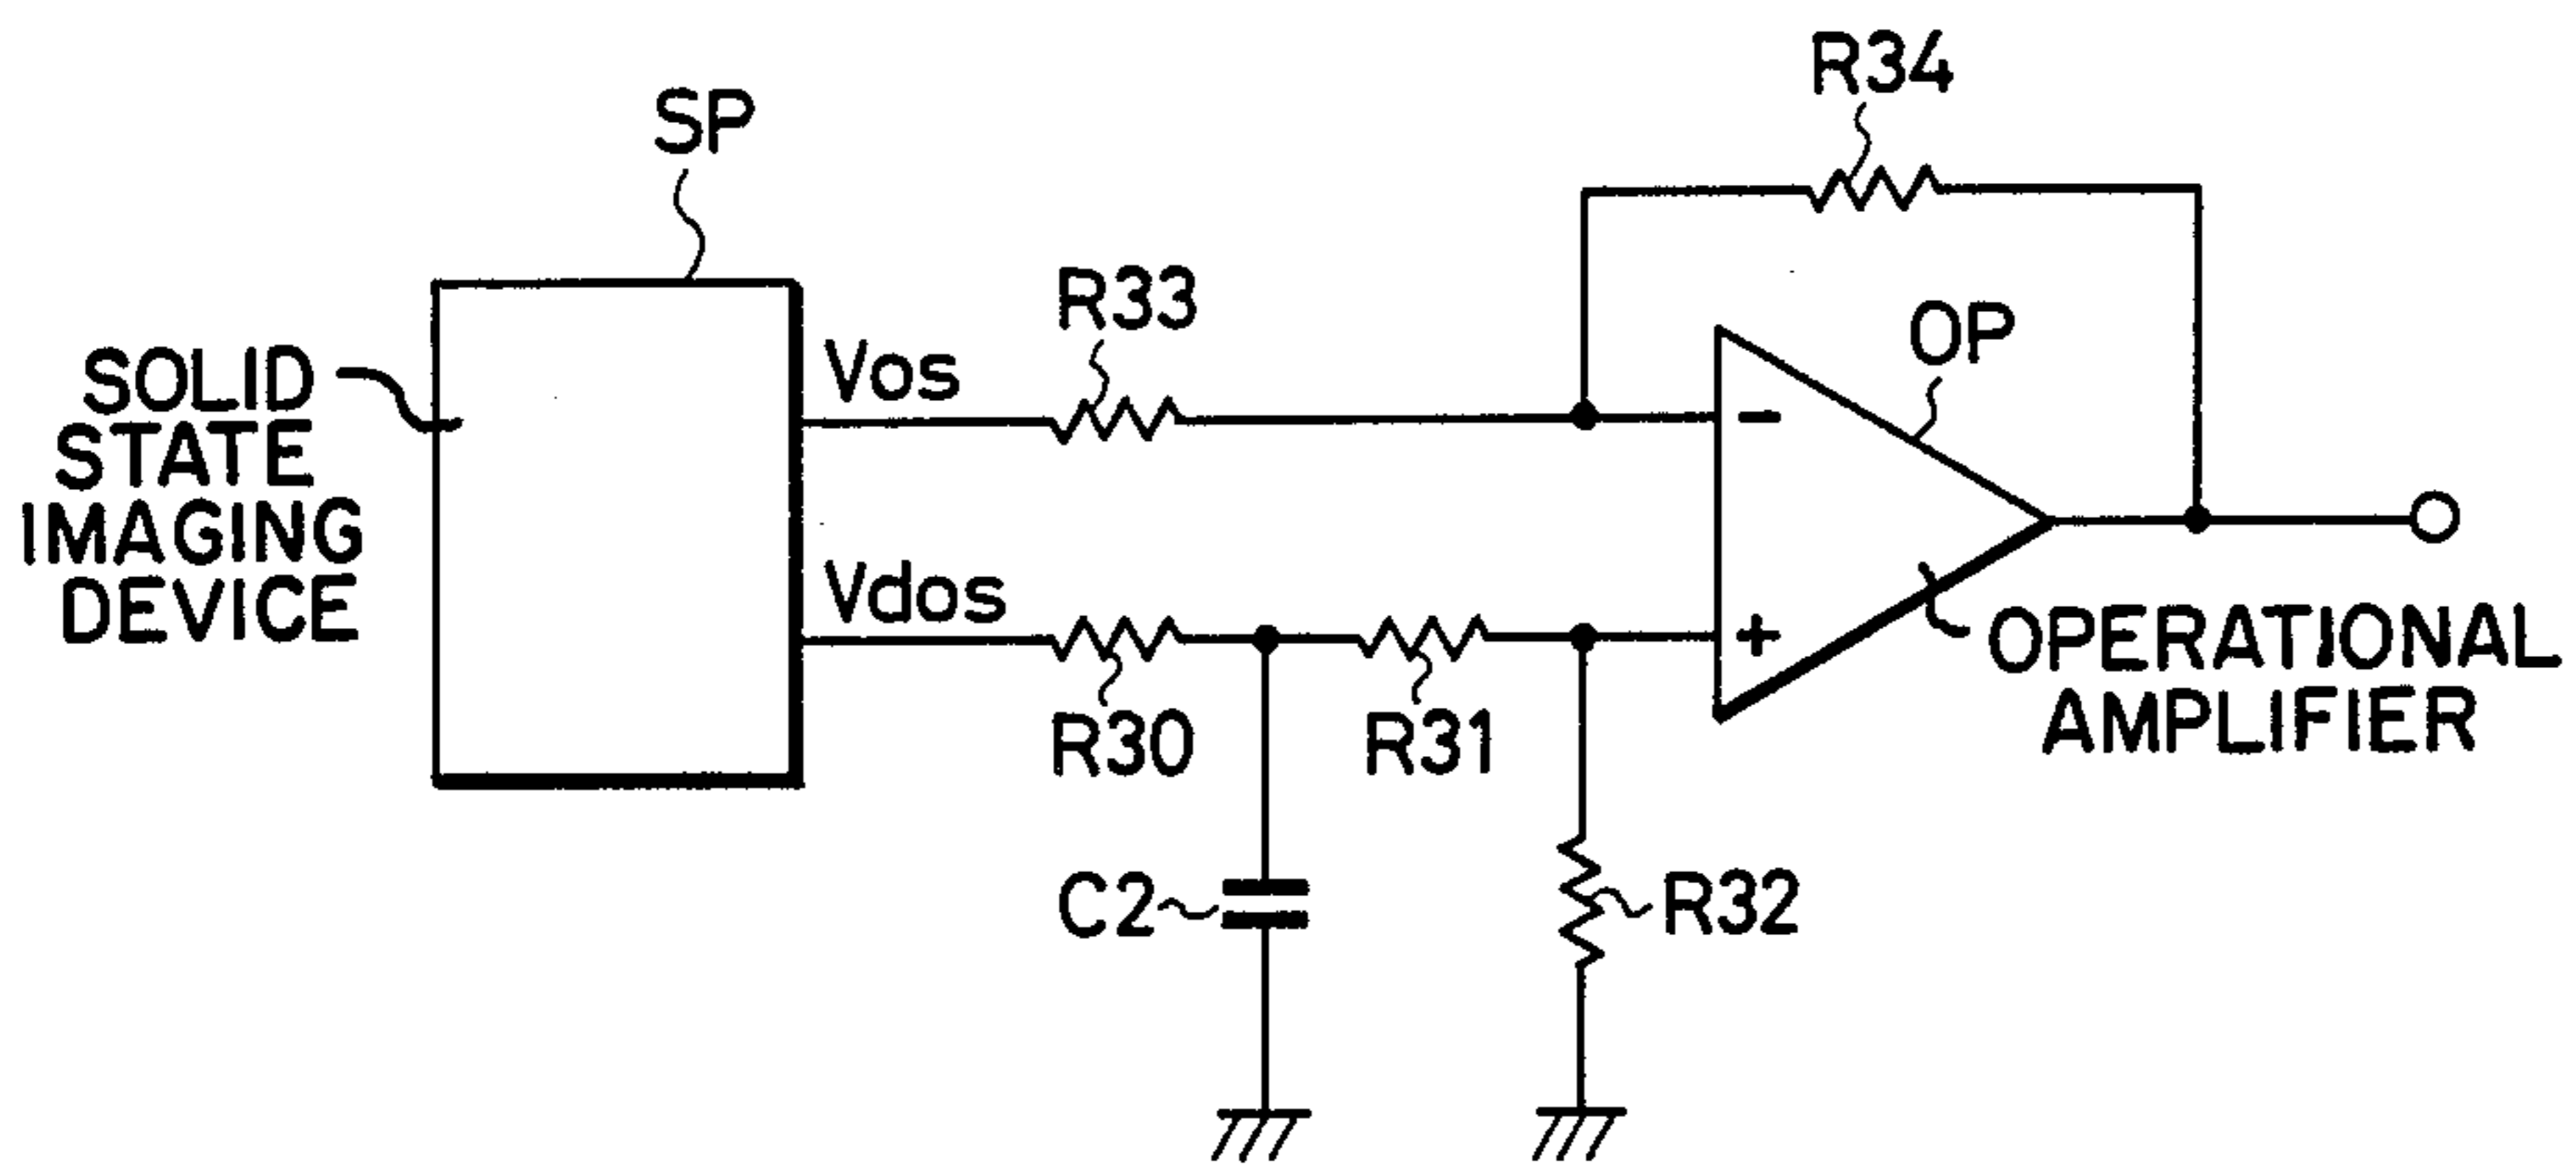 R34
SP
R33
OP
Vos
SOLID
STATE
IMAGING
DEVICE
-
Vdos
+
OPERATIONAL
AMPLIFIER
R30
R31
C2
R32